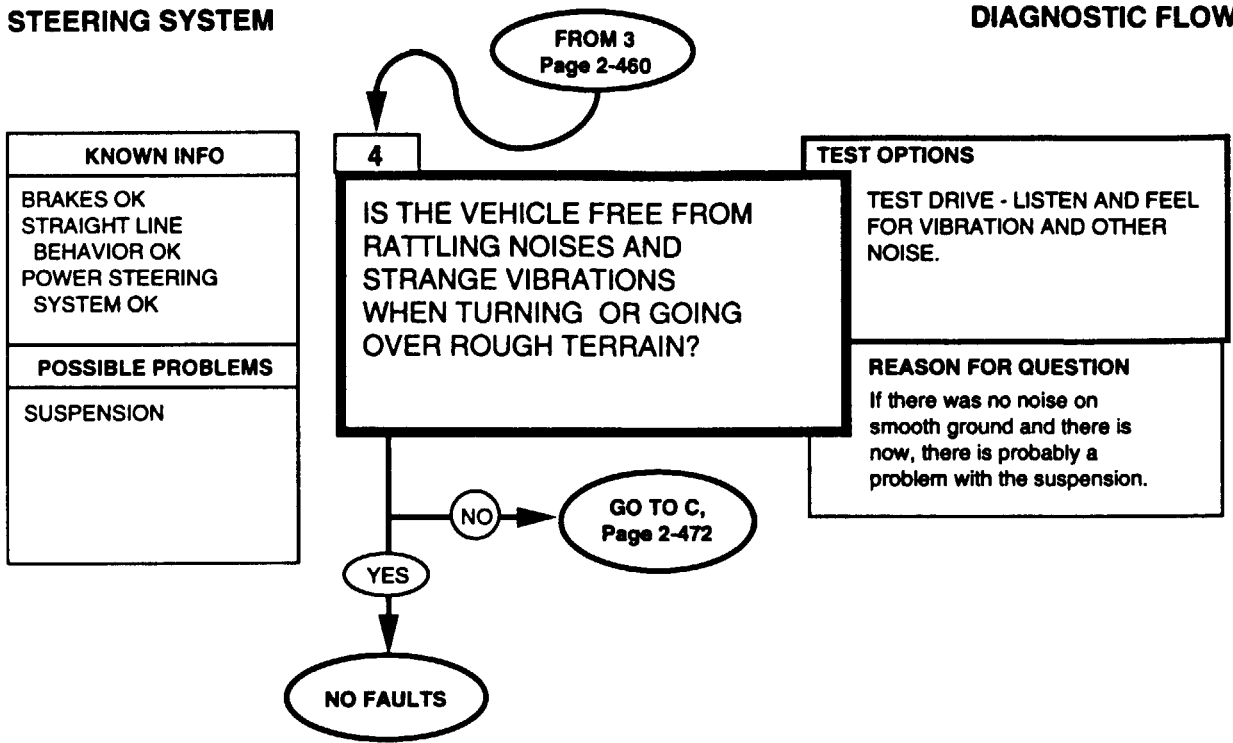 STEERING SYSTEM
DIAGNOSTIC FLOW
FROM 3
Page 2-460
KNOWN INFO
BRAKES OK
STRAIGHT LINE
BEHAVIOR OK
POWER STEERING
SYSTEM OK
POSSIBLE PROBLEMS
SUSPENSION
4
IS THE VEHICLE FREE FROM
RATTLING NOISES AND
STRANGE VIBRATIONS
WHEN TURNING OR GOING
OVER ROUGH TERRAIN?
TEST OPTIONS
TEST DRIVE - LISTEN AND FEEL
FOR VIBRATION AND OTHER
NOISE.
REASON FOR QUESTION
If there was no noise on
smooth ground and there is
now, there is probably a
problem with the suspension.
NO
GO TO C,
Page 2-472
YES
NO FAULTS